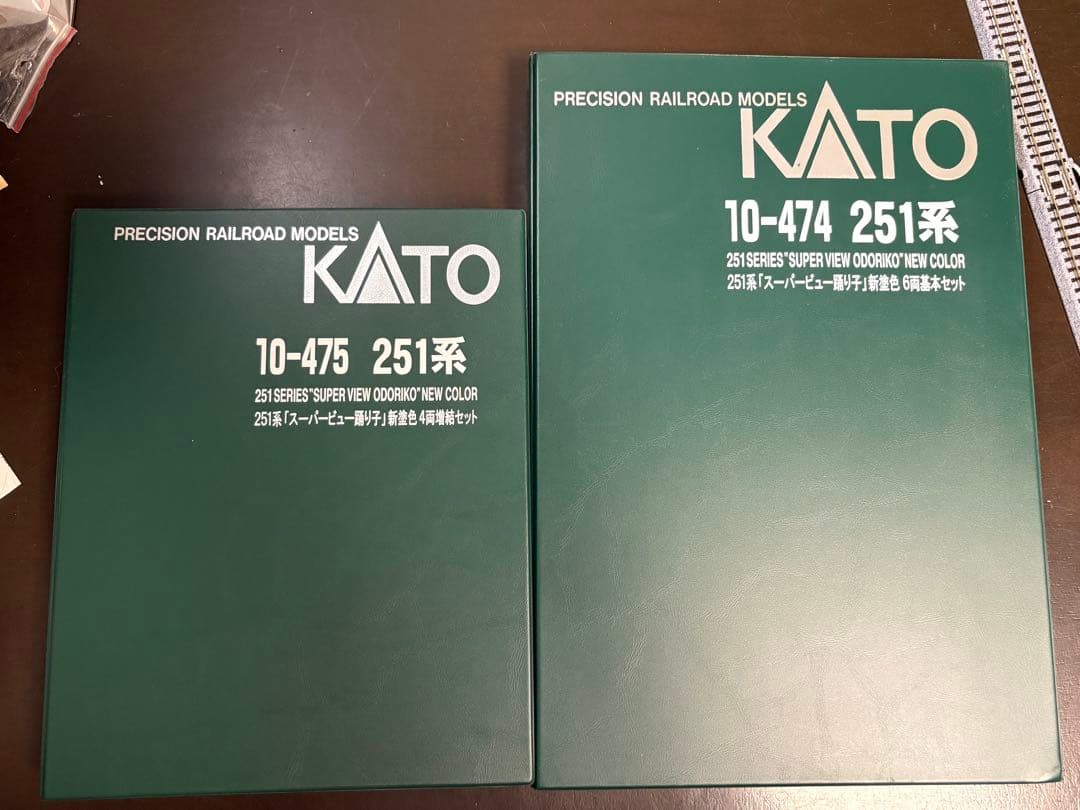 PRECISION RAILROAD MODELS
KATO
10-475 251系
251 SERIES"SUPER VIEW ODORIKO"NEW COLOR
251系「スーパービュー踊り子」新塗色 4両増結セット
PRECISION RAILROAD MODELS
KATO
10-474 251系
251 SERIES"SUPER VIEW ODORIKO"NEW COLOR
251系「スーパービュー踊り子」新塗色 6両基本セット